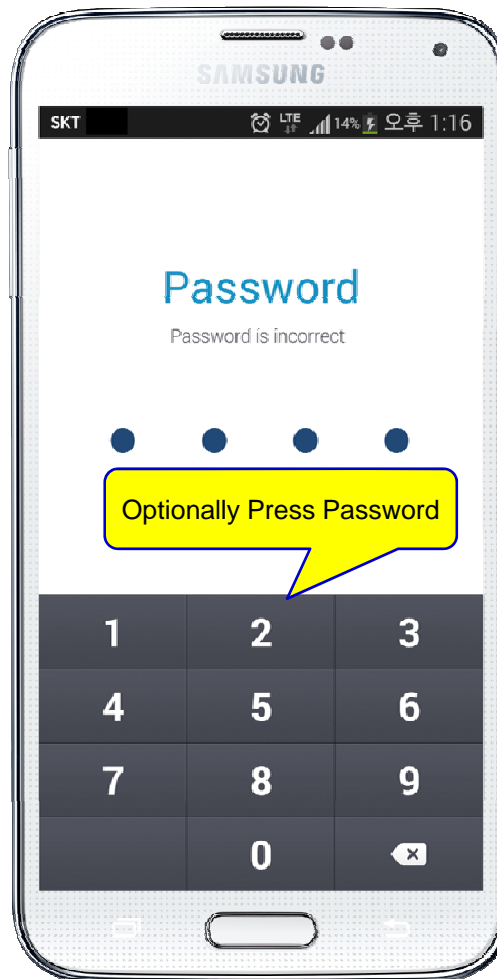 SAMSUNG
SKT LTE 14% 오후 1:16
Password
Password is incorrect
Optionally Press Password
1 2 3
4 5 6
7 8 9
0